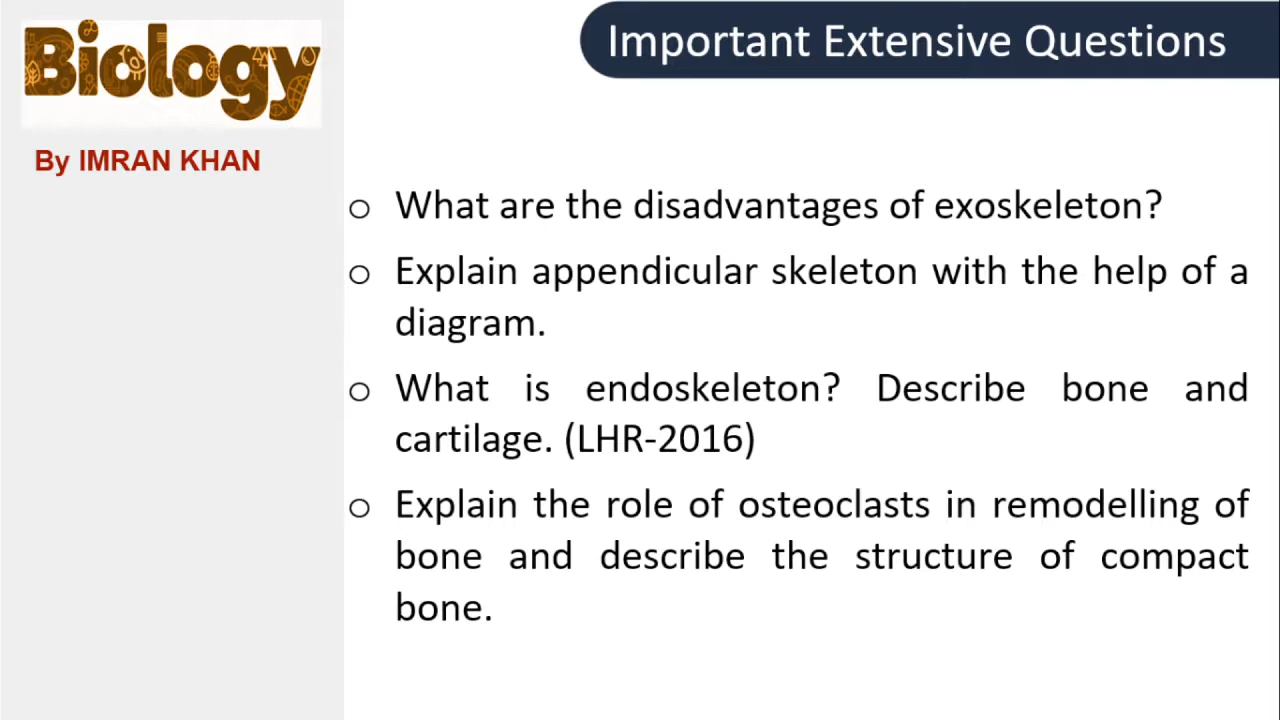 Biology
By IMRAN KHAN
Important Extensive Questions
o What are the disadvantages of exoskeleton?
o Explain appendicular skeleton with the help of a
diagram.
o What is endoskeleton? Describe bone and
cartilage. (LHR-2016)
o Explain the role of osteoclasts in remodelling of
bone and describe the structure of compact
bone.